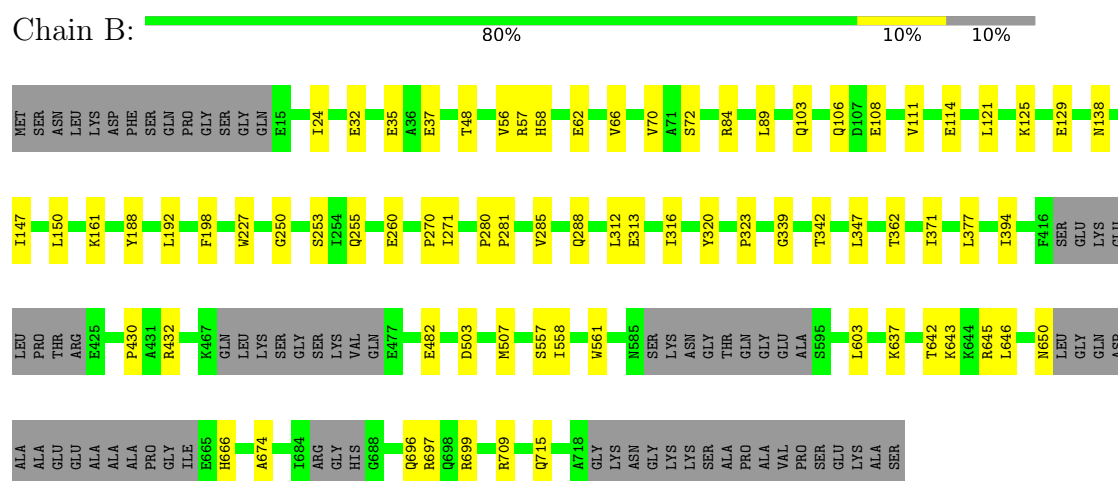 Chain B:
80% 10% 10%
MET SER ASN LEU LYS ASP PHE SER GLN PRO GLY SER GLY GLN E15 I24 E32 E35 A36 E37 T48 V56 R57 H58 E62 V66 V70 A71 S72 R84 L89 Q103 Q106 D107 E108 V111 E114 L121 K125 E129 N138
I147 L150 K161 Y188 L192 F198 W227 G250 S253 I254 Q255 E260 P270 I271 P280 P281 V285 Q288 L312 E313 I316 Y320 P323 G339 T342 L347 T362 I371 L377 I394 F416 SER GLU LYS GLU
LEU PRO THR ARG E425 P430 A431 R432 K467 GLN LEU LYS SER GLY SER LYS VAL GLN E477 E482 D503 M507 S557 I558 W561 N585 SER LYS ASN GLY THR GLN GLY GLU ALA S595 L603 K637 T642 K643 K644 R645 L646 N650 LEU GLY GLN ASP
ALA ALA GLU GLU ALA ALA ALA PRO GLY ILE E665 H666 A674 I684 ARG GLY HIS G688 Q696 R697 Q698 R699 R709 Q715 A718 GLY LYS ASN GLY LYS LYS SER ALA PRO ALA VAL PRO SER GLU LYS ALA SER